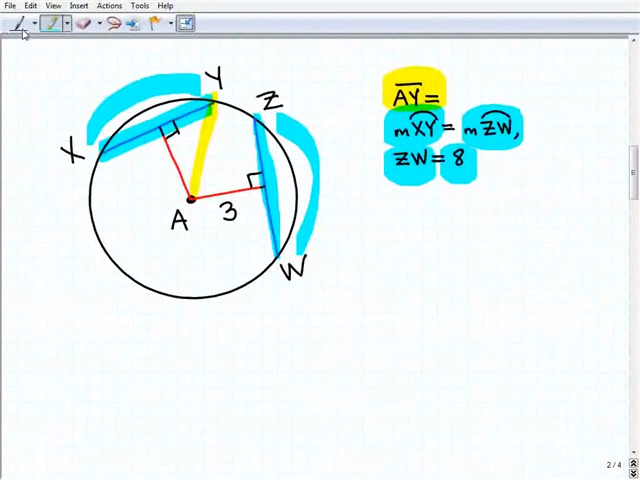 File Edit View Insert Actions Tools Help
Y
Z
X
A
3
W
AY =
mXY = mZW,
ZW = 8
2 / 4